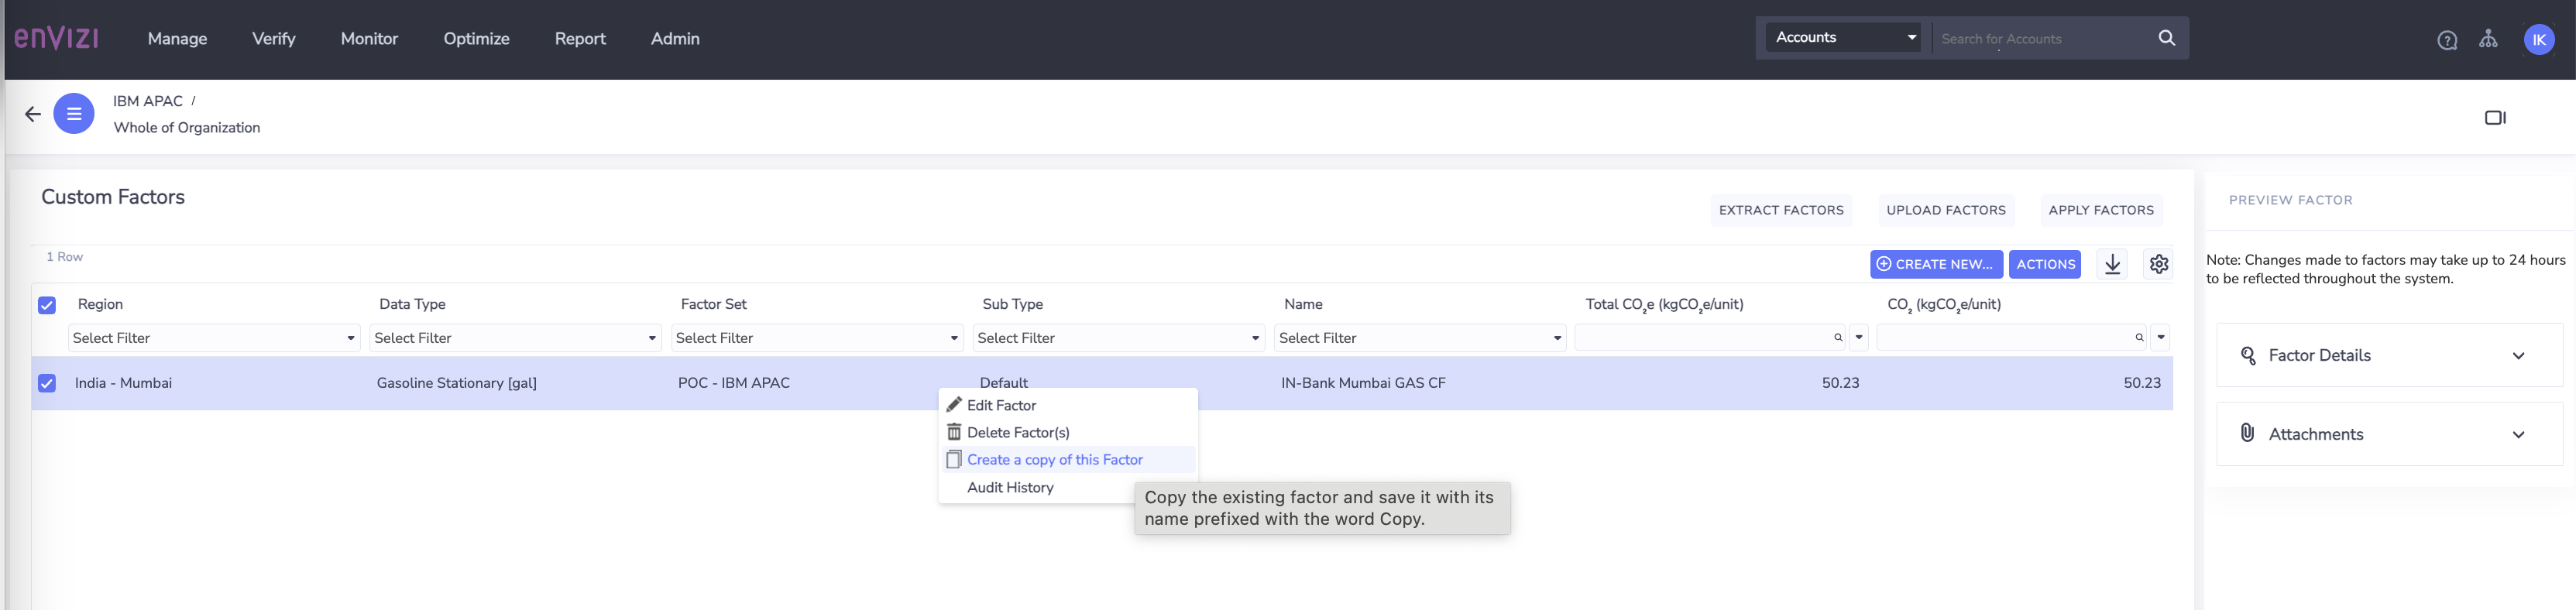 enVizi
Manage
Verify
Monitor
Optimize
Report
Admin
Accounts
Search for Accounts
IK
IBM APAC /
Whole of Organization
Custom Factors
EXTRACT FACTORS
UPLOAD FACTORS
APPLY FACTORS
1 Row
CREATE NEW...
ACTIONS
Region
Data Type
Factor Set
Sub Type
Name
Total CO₂e (kgCO₂e/unit)
CO₂ (kgCO₂e/unit)
Select Filter
Select Filter
Select Filter
Select Filter
Select Filter
India - Mumbai
Gasoline Stationary [gal]
POC - IBM APAC
Default
IN-Bank Mumbai GAS CF
50.23
50.23
Edit Factor
Delete Factor(s)
Create a copy of this Factor
Audit History
Copy the existing factor and save it with its
name prefixed with the word Copy.
PREVIEW FACTOR
Note: Changes made to factors may take up to 24 hours
to be reflected throughout the system.
Factor Details
Attachments